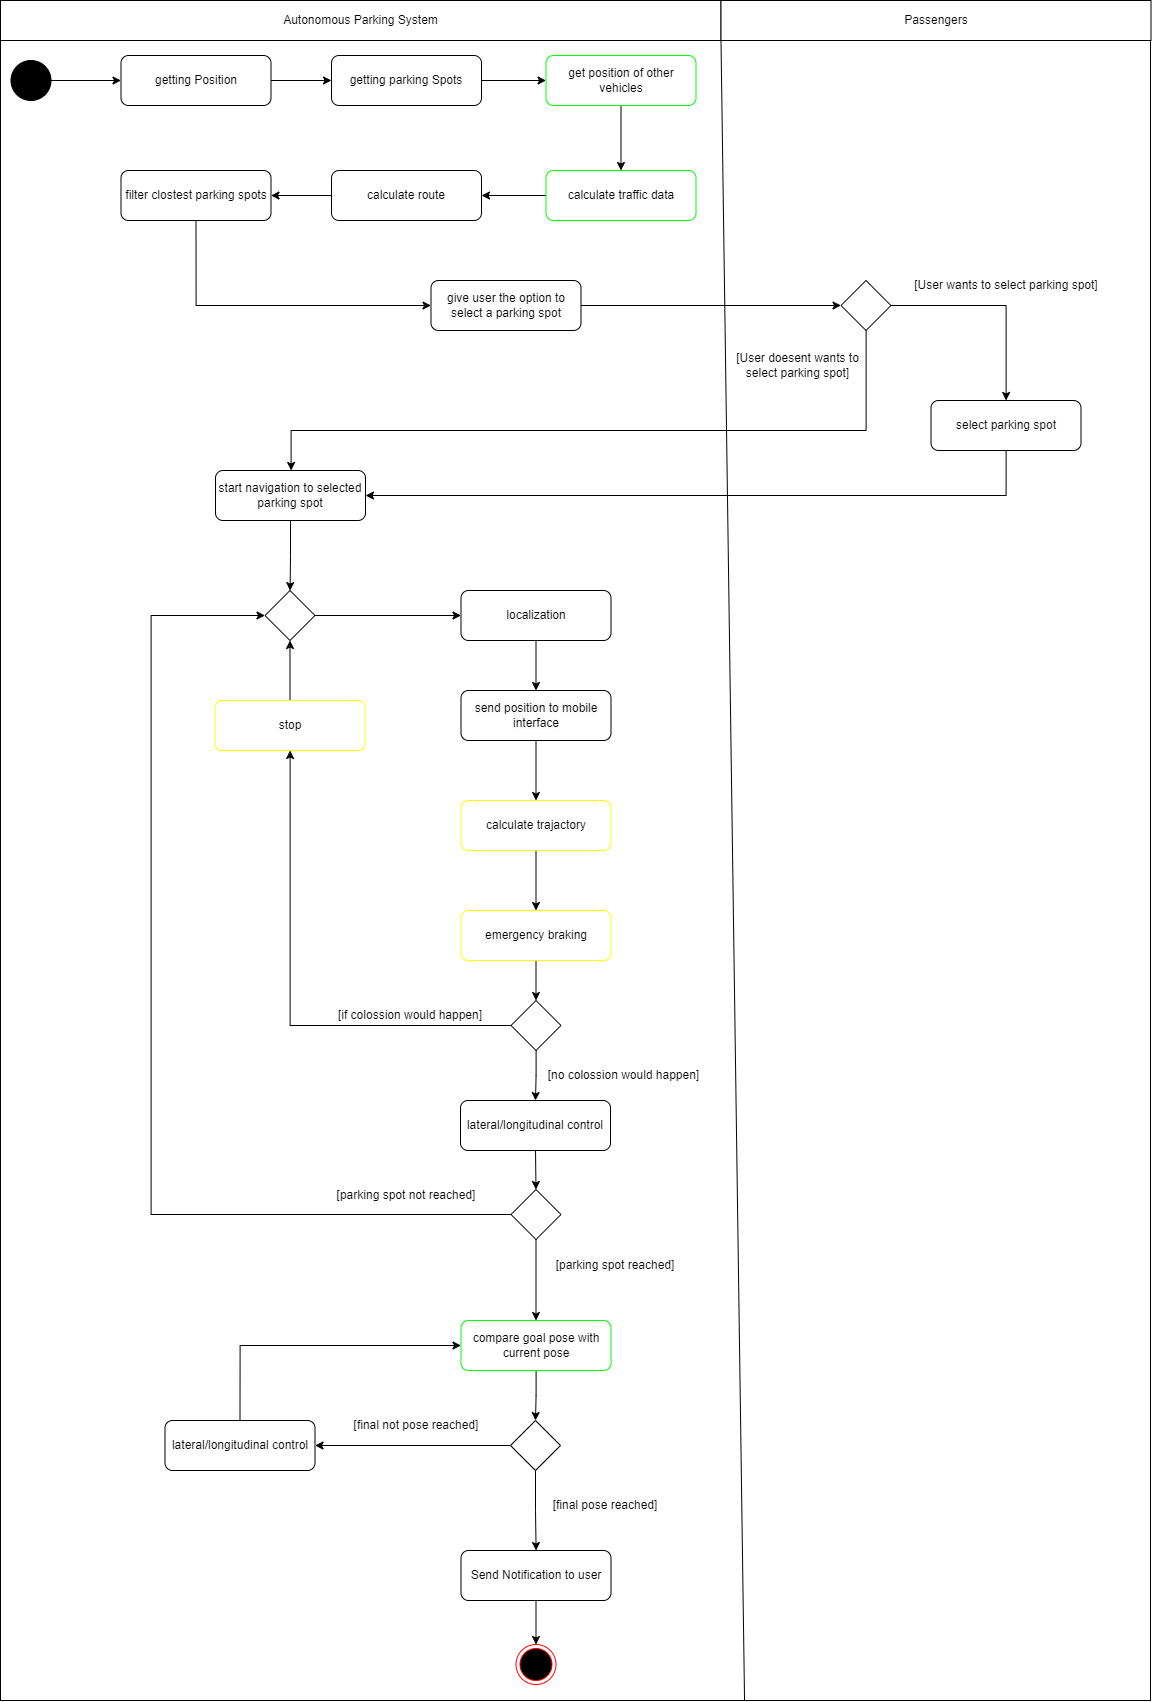 Autonomous Parking System
Passengers
getting Position
getting parking Spots
get position of other
vehicles
filter clostest parking spots
calculate route
calculate traffic data
give user the option to
select a parking spot
[User wants to select parking spot]
[User doesent wants to
select parking spot]
select parking spot
start navigation to selected
parking spot
localization
send position to mobile
interface
stop
calculate trajactory
emergency braking
[if colossion would happen]
[no colossion would happen]
lateral/longitudinal control
[parking spot not reached]
[parking spot reached]
compare goal pose with
current pose
[final not pose reached]
lateral/longitudinal control
[final pose reached]
Send Notification to user